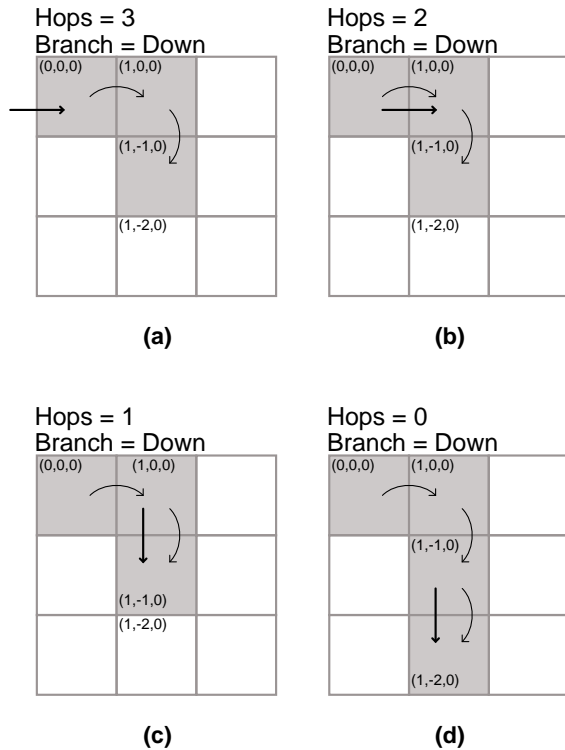 Hops = 3
Branch = Down
(0,0,0) (1,0,0)
(1,-1,0)
(1,-2,0)
(a)
Hops = 2
Branch = Down
(0,0,0) (1,0,0)
(1,-1,0)
(1,-2,0)
(b)
Hops = 1
Branch = Down
(0,0,0) (1,0,0)
(1,-1,0)
(1,-2,0)
(c)
Hops = 0
Branch = Down
(0,0,0) (1,0,0)
(1,-1,0)
(1,-2,0)
(d)